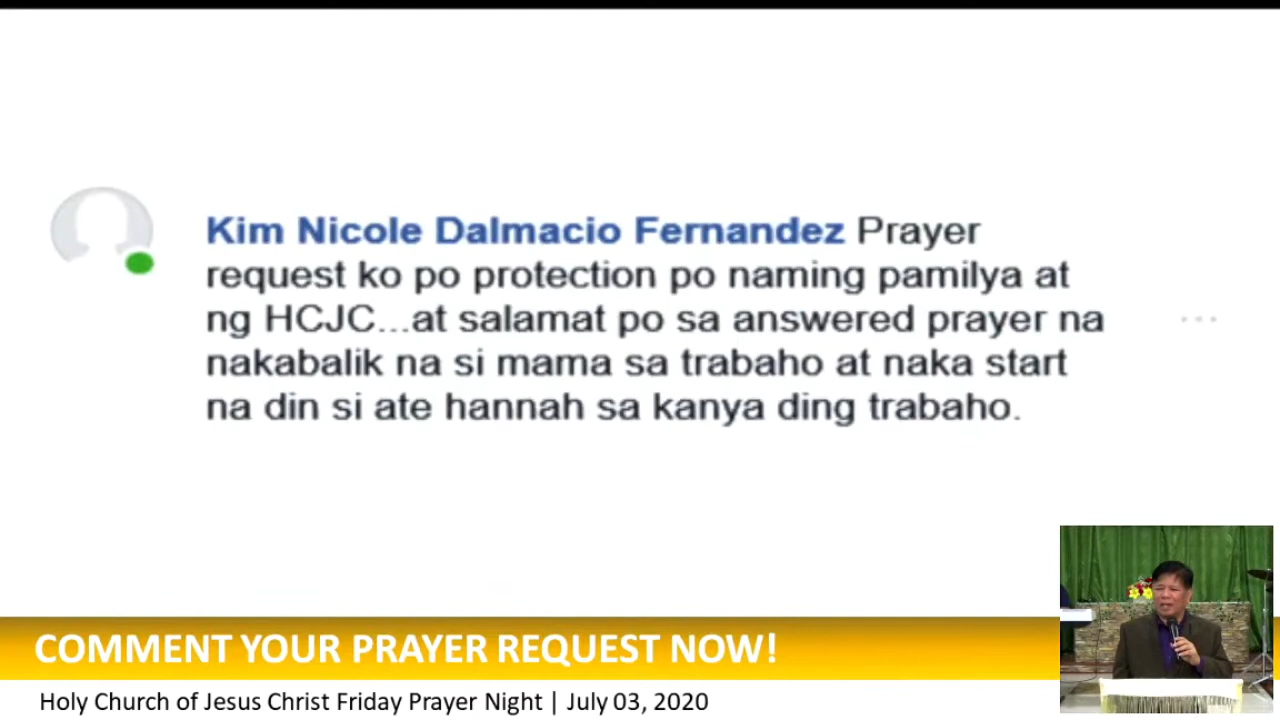 Kim Nicole Dalmacio Fernandez Prayer
request ko po protection po naming pamilya at
ng HCJC...at salamat po sa answered prayer na
nakabalik na si mama sa trabaho at naka start
na din si ate hannah sa kanya ding trabaho.
COMMENT YOUR PRAYER REQUEST NOW!
Holy Church of Jesus Christ Friday Prayer Night | July 03, 2020